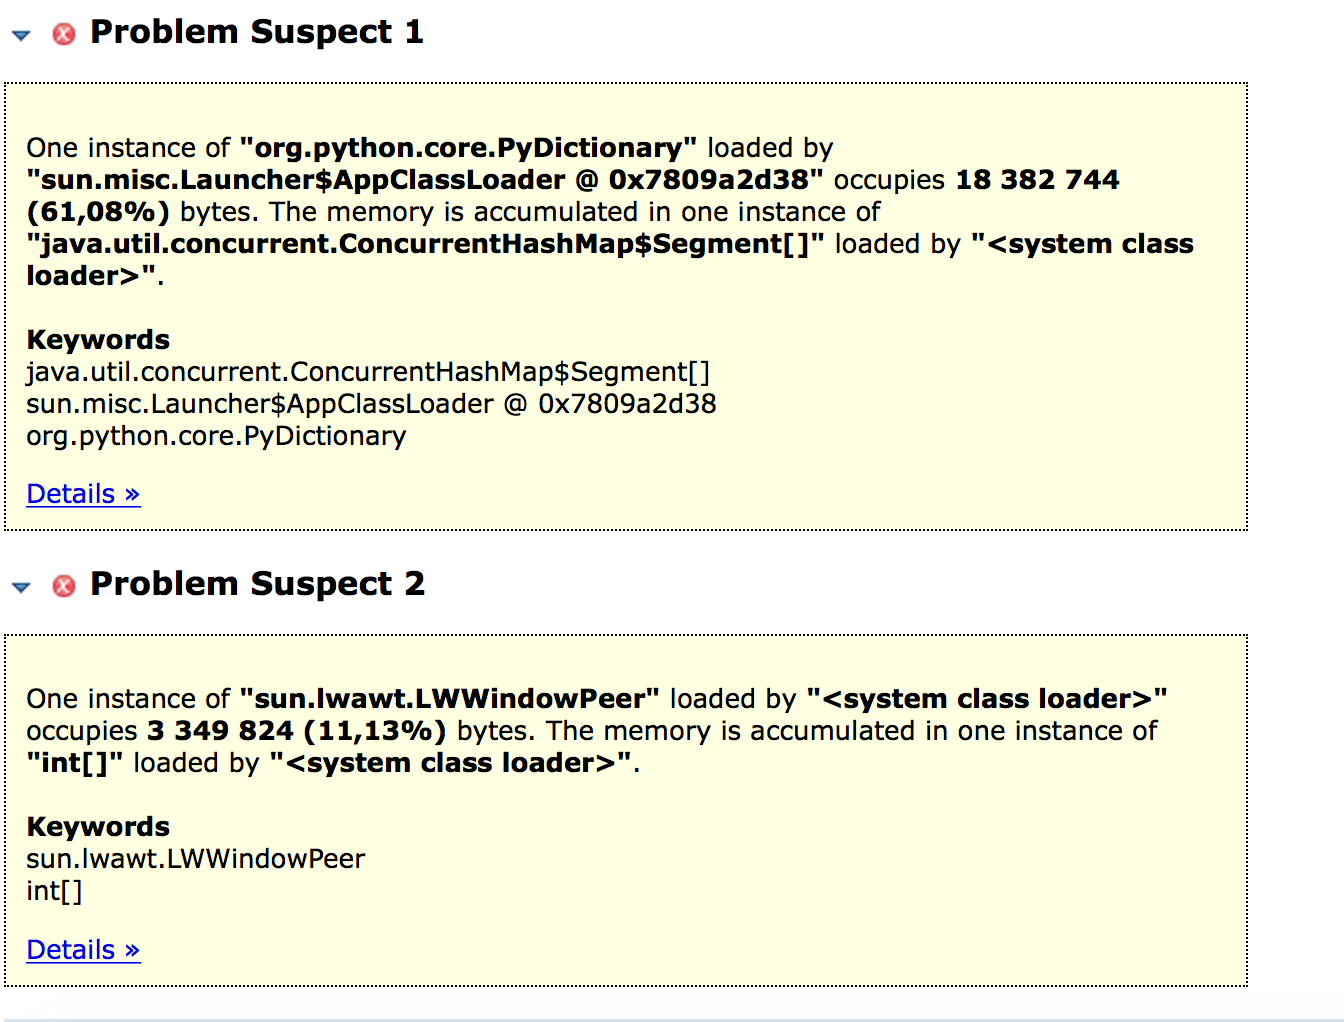 Problem Suspect 1
One instance of "org.python.core.PyDictionary" loaded by
"sun.misc.Launcher$AppClassLoader @ 0x7809a2d38" occupies 18 382 744
(61,08%) bytes. The memory is accumulated in one instance of
"java.util.concurrent.ConcurrentHashMap$Segment[]" loaded by "<system class
loader>".
Keywords
java.util.concurrent.ConcurrentHashMap$Segment[]
sun.misc.Launcher$AppClassLoader @ 0x7809a2d38
org.python.core.PyDictionary
Details »
Problem Suspect 2
One instance of "sun.lwawt.LWWindowPeer" loaded by "<system class loader>"
occupies 3 349 824 (11,13%) bytes. The memory is accumulated in one instance of
"int[]" loaded by "<system class loader>".
Keywords
sun.lwawt.LWWindowPeer
int[]
Details »